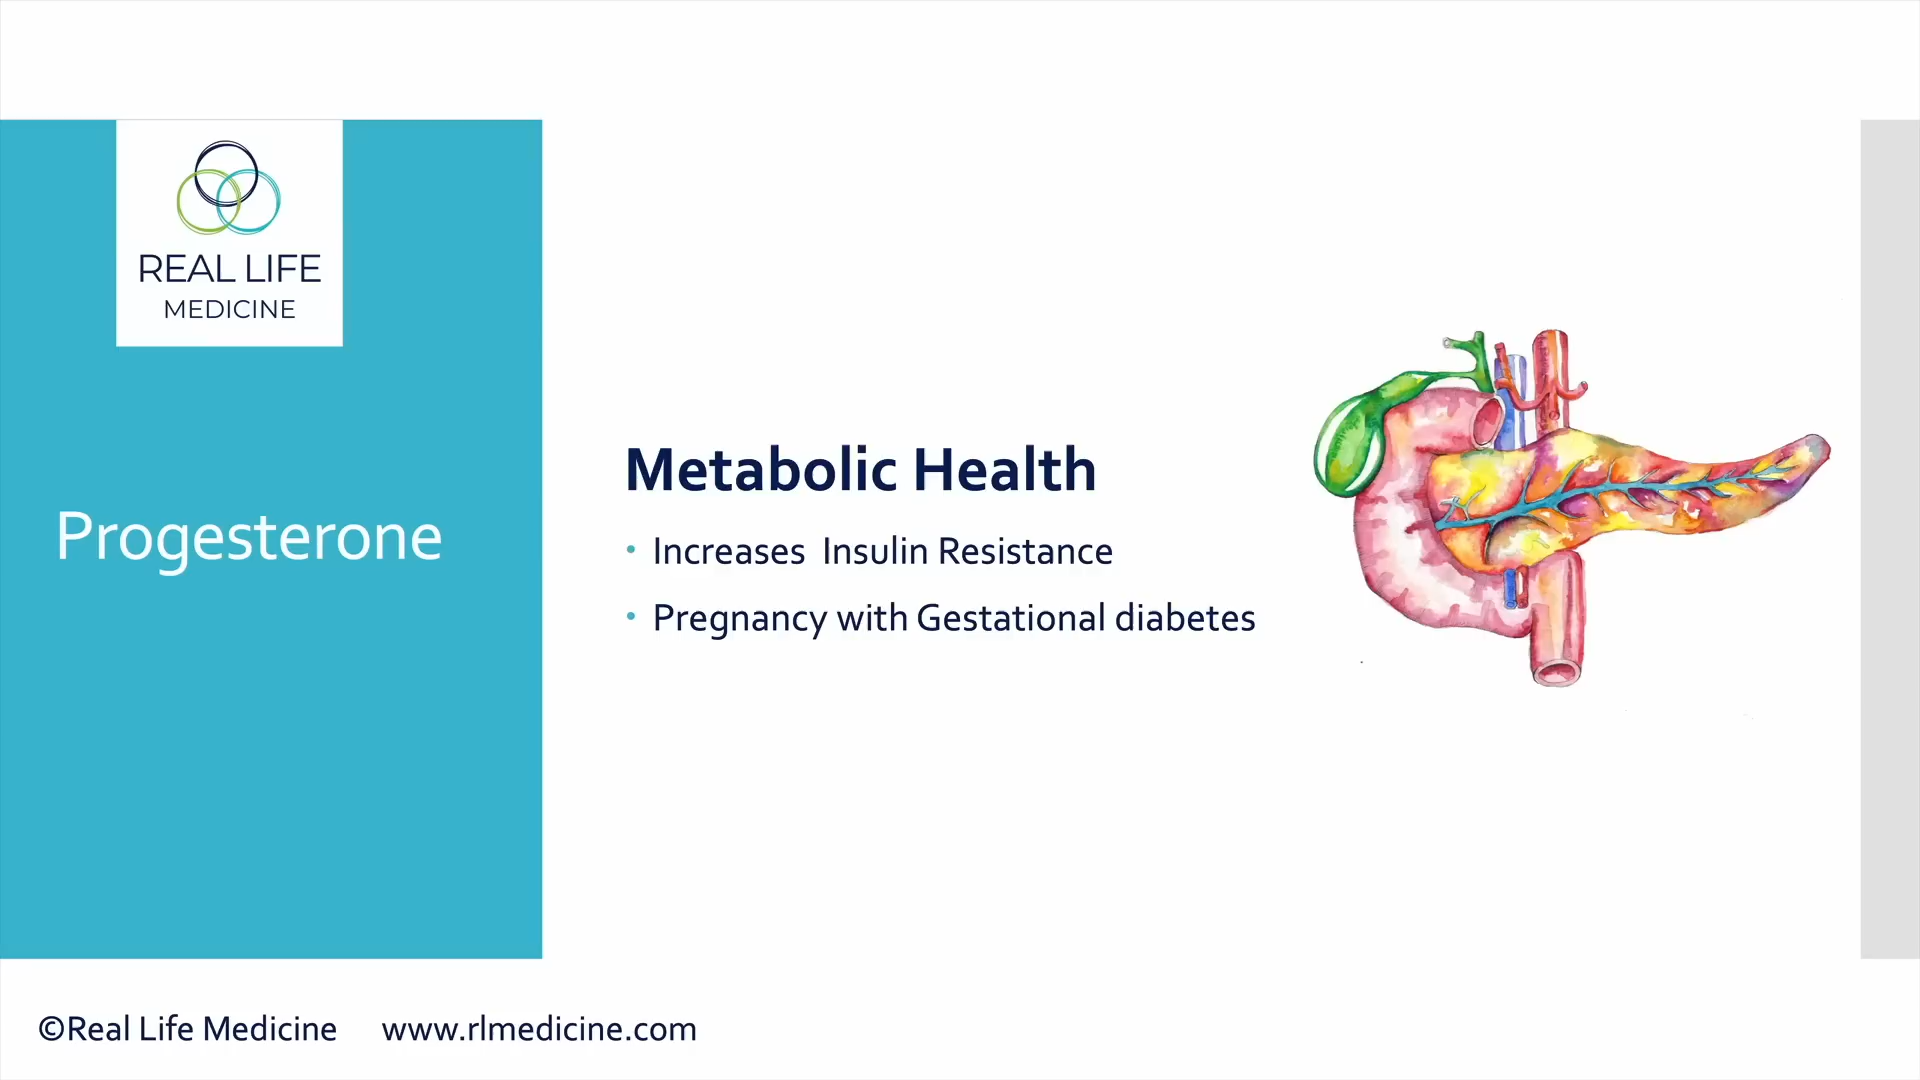 REAL LIFE
MEDICINE
Progesterone
Metabolic Health
• Increases  Insulin Resistance
• Pregnancy with Gestational diabetes
©Real Life Medicine www.rlmedicine.com